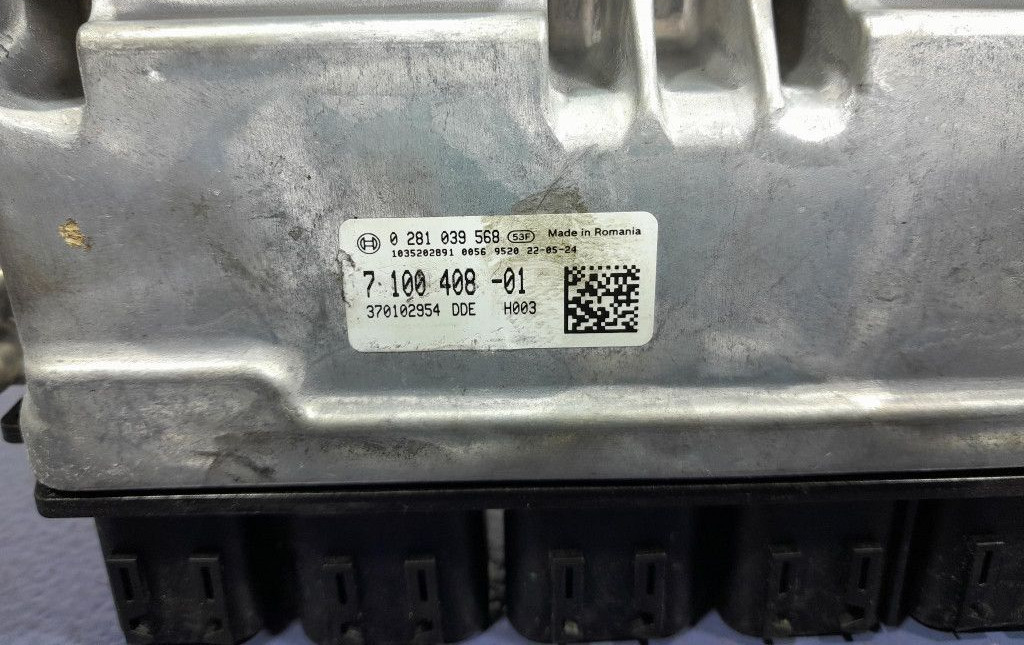 0 281 039 568 53F Made in Romania
1035202891 0056 9520 22-05-24
7 100 408 -01
370102954 DDE H003